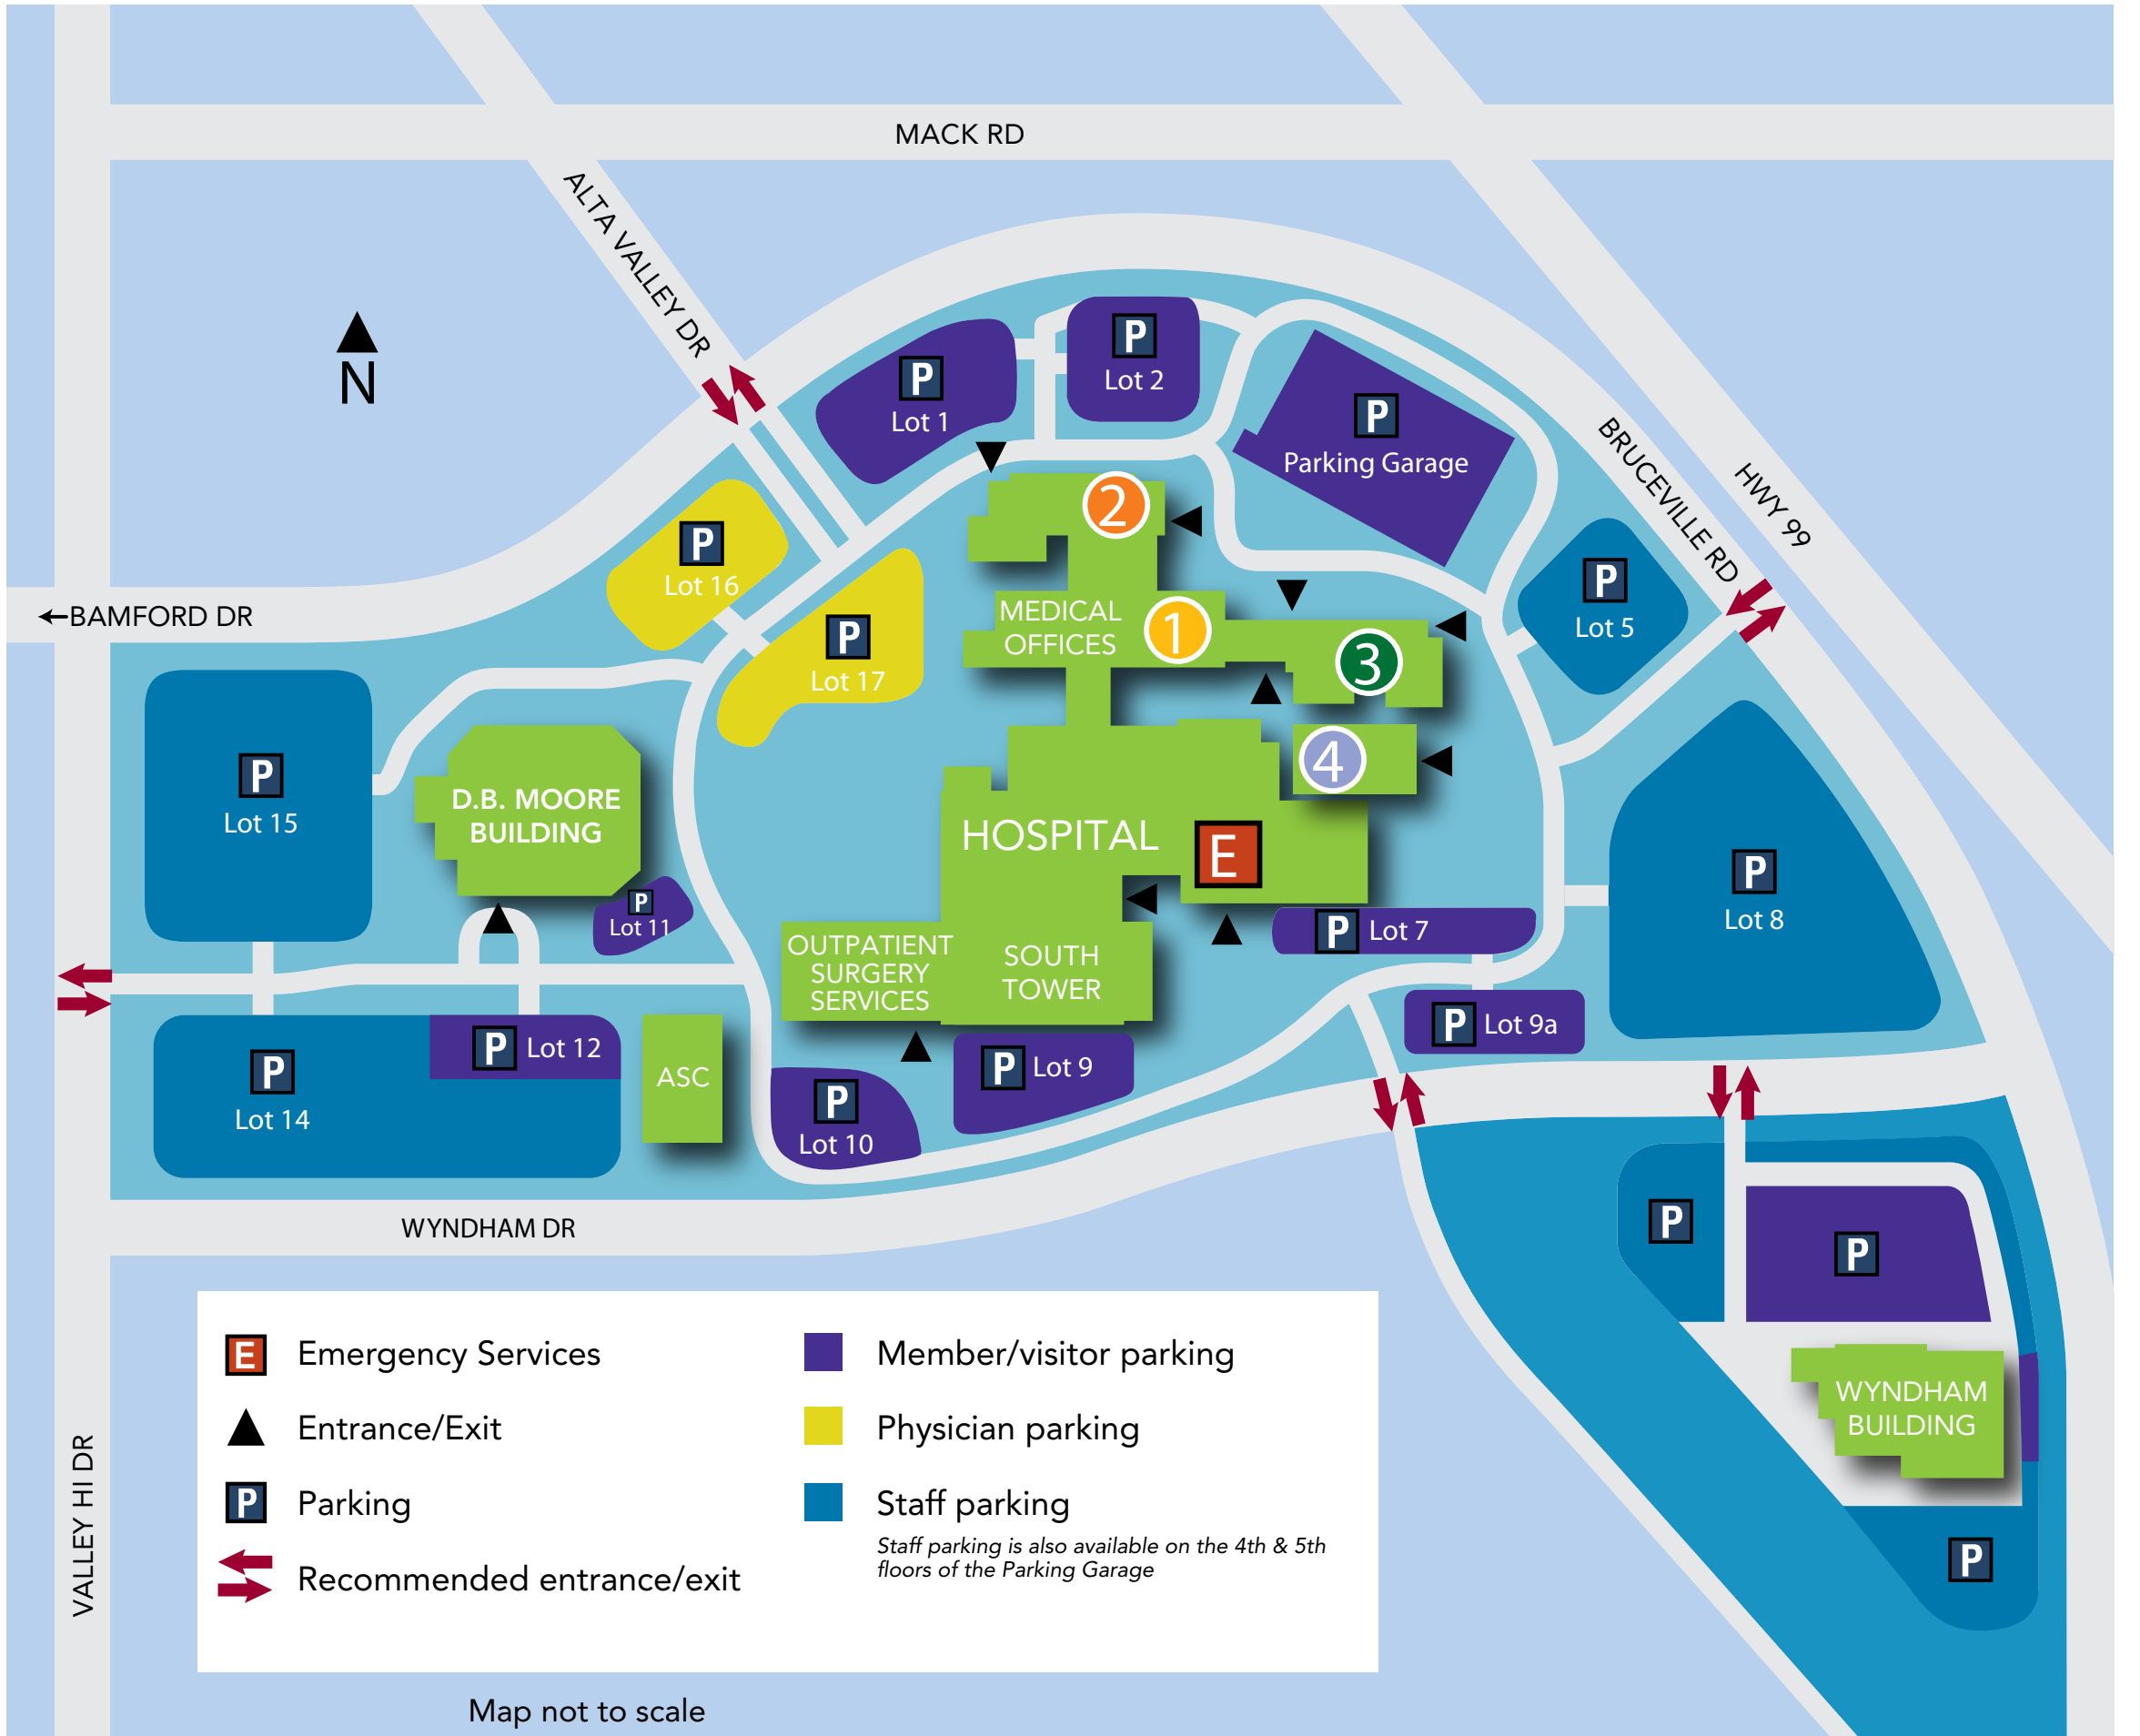 MACK RD
ALTA VALLEY DR
N
P
Lot 1
P
Lot 2
P
Parking Garage
BRUCEVILLE RD
HWY 99
P
Lot 16
2
P
Lot 5
←BAMFORD DR
MEDICAL
OFFICES
1
3
P
Lot 17
4
P
Lot 15
D.B. MOORE
BUILDING
HOSPITAL
E
P
Lot 8
P
Lot 11
P Lot 7
OUTPATIENT
SURGERY
SERVICES
SOUTH
TOWER
P Lot 9a
P Lot 12
P
Lot 14
ASC
P Lot 9
P
Lot 10
WYNDHAM DR
P
P
WYNDHAM
BUILDING
P
VALLEY HI DR
E Emergency Services
Entrance/Exit
P Parking
Recommended entrance/exit
Member/visitor parking
Physician parking
Staff parking
Staff parking is also available on the 4th & 5th
floors of the Parking Garage
Map not to scale